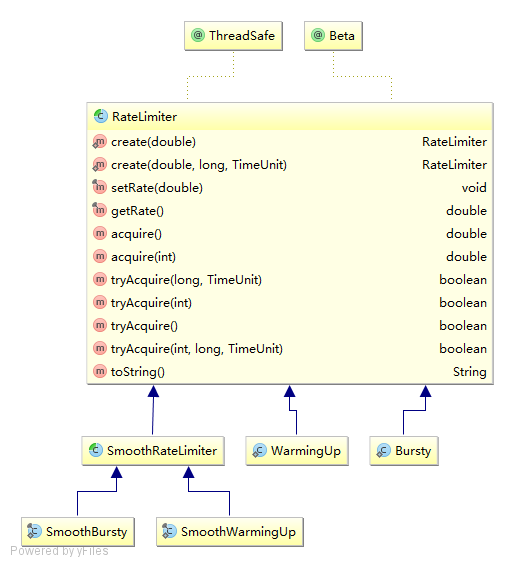 @ ThreadSafe
@ Beta
C RateLimiter
m create(double) RateLimiter
m create(double, long, TimeUnit) RateLimiter
m setRate(double) void
m getRate() double
m acquire() double
m acquire(int) double
m tryAcquire(long, TimeUnit) boolean
m tryAcquire(int) boolean
m tryAcquire() boolean
m tryAcquire(int, long, TimeUnit) boolean
m toString() String
C SmoothRateLimiter
C WarmingUp
C Bursty
C SmoothBursty
C SmoothWarmingUp
Powered by yFiles